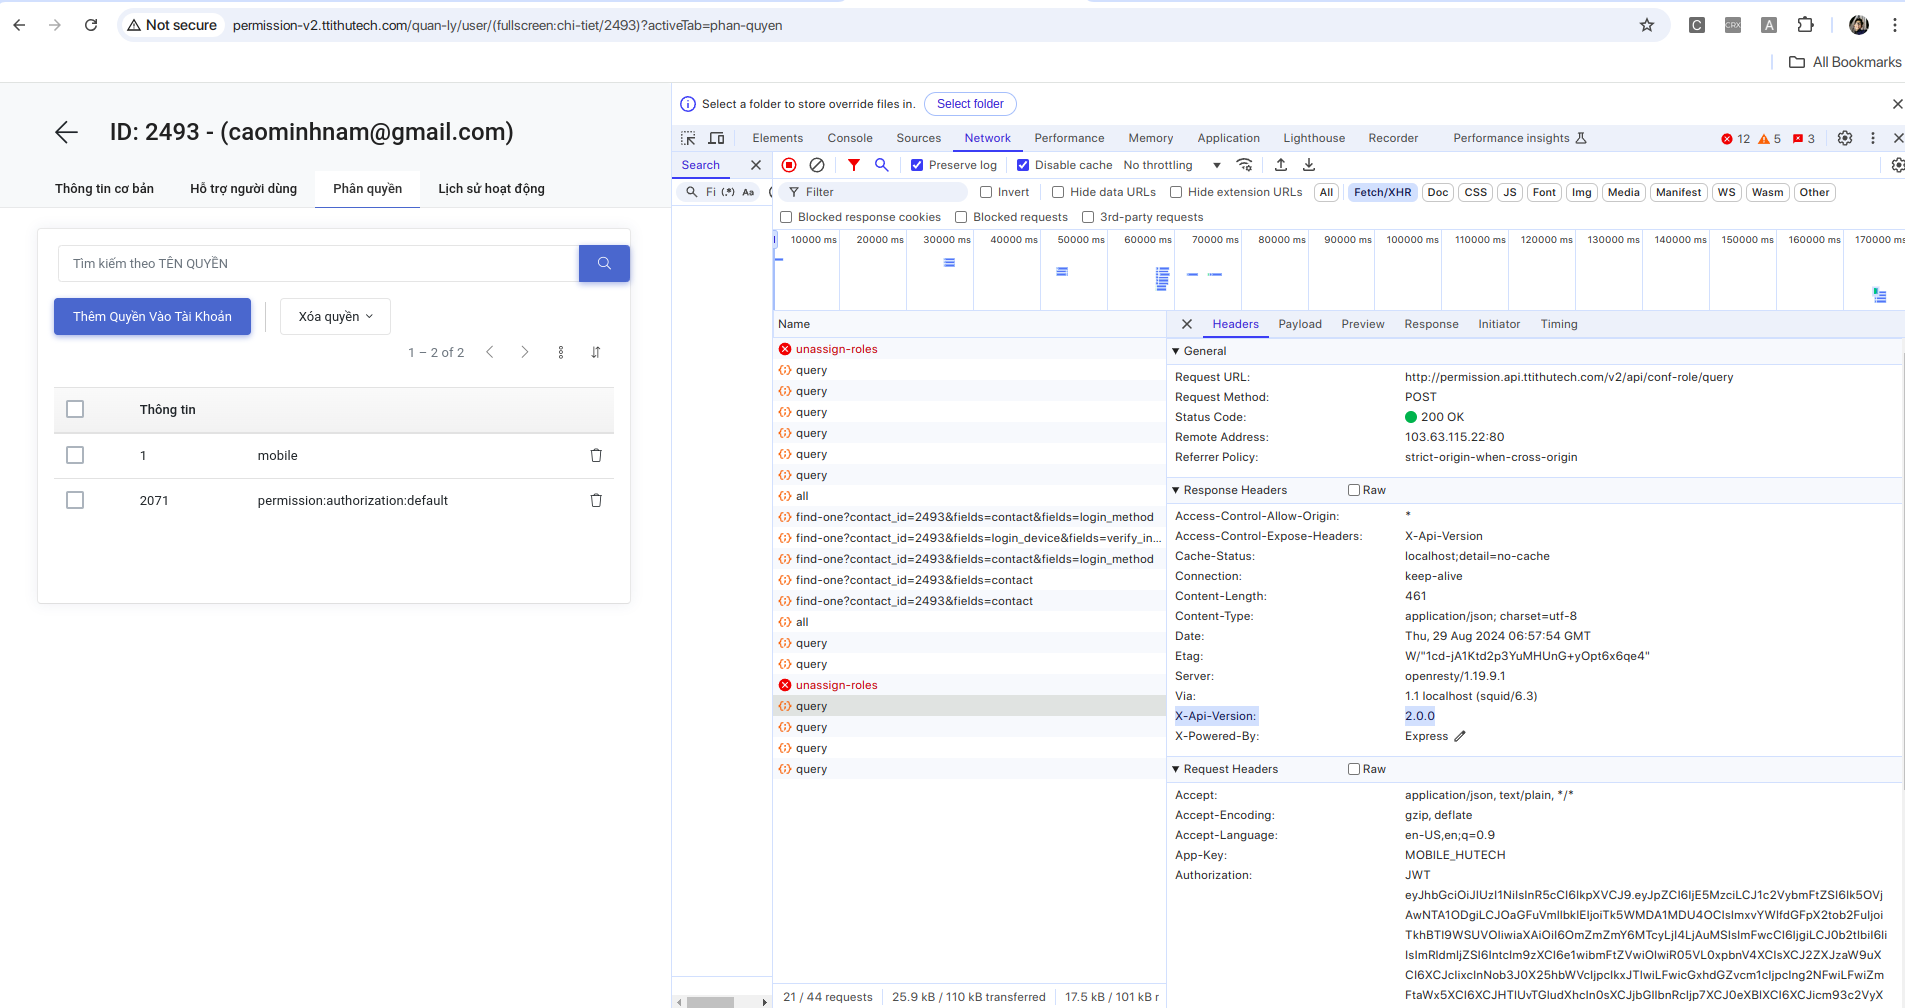 Not secure
permission-v2.ttithutech.com/quan-ly/user/(fullscreen:chi-tiet/2493)?activeTab=phan-quyen
All Bookmarks
ID: 2493 - (caominhnam@gmail.com)
Thông tin cơ bản
Hỗ trợ người dùng
Phân quyền
Lịch sử hoạt động
Tìm kiếm theo TÊN QUYỀN
Thêm Quyền Vào Tài Khoản
Xóa quyền
1 – 2 of 2
Thông tin
1 mobile
2071 permission:authorization:default
Select a folder to store override files in. Select folder
Elements Console Sources Network Performance Memory Application Lighthouse Recorder Performance insights 12 5 3
Search
Preserve log Disable cache No throttling
Fi (.*) Aa
Filter Invert Hide data URLs Hide extension URLs All Fetch/XHR Doc CSS JS Font Img Media Manifest WS Wasm Other
Blocked response cookies Blocked requests 3rd-party requests
10000 ms 20000 ms 30000 ms 40000 ms 50000 ms 60000 ms 70000 ms 80000 ms 90000 ms 100000 ms 110000 ms 120000 ms 130000 ms 140000 ms 150000 ms 160000 ms 170000 ms
Name
unassign-roles
query
query
query
query
query
query
all
find-one?contact_id=2493&fields=contact&fields=login_method
find-one?contact_id=2493&fields=login_device&fields=verify_in...
find-one?contact_id=2493&fields=contact&fields=login_method
find-one?contact_id=2493&fields=contact
find-one?contact_id=2493&fields=contact
all
query
query
unassign-roles
query
query
query
query
21 / 44 requests 25.9 kB / 110 kB transferred 17.5 kB / 101 kB r
Headers Payload Preview Response Initiator Timing
General
Request URL: http://permission.api.ttithutech.com/v2/api/conf-role/query
Request Method: POST
Status Code: 200 OK
Remote Address: 103.63.115.22:80
Referrer Policy: strict-origin-when-cross-origin
Response Headers Raw
Access-Control-Allow-Origin: *
Access-Control-Expose-Headers: X-Api-Version
Cache-Status: localhost;detail=no-cache
Connection: keep-alive
Content-Length: 461
Content-Type: application/json; charset=utf-8
Date: Thu, 29 Aug 2024 06:57:54 GMT
Etag: W/"1cd-jA1Ktd2p3YuMHUnG+yOpt6x6qe4"
Server: openresty/1.19.9.1
Via: 1.1 localhost (squid/6.3)
X-Api-Version: 2.0.0
X-Powered-By: Express
Request Headers Raw
Accept: application/json, text/plain, */*
Accept-Encoding: gzip, deflate
Accept-Language: en-US,en;q=0.9
App-Key: MOBILE_HUTECH
Authorization: JWT